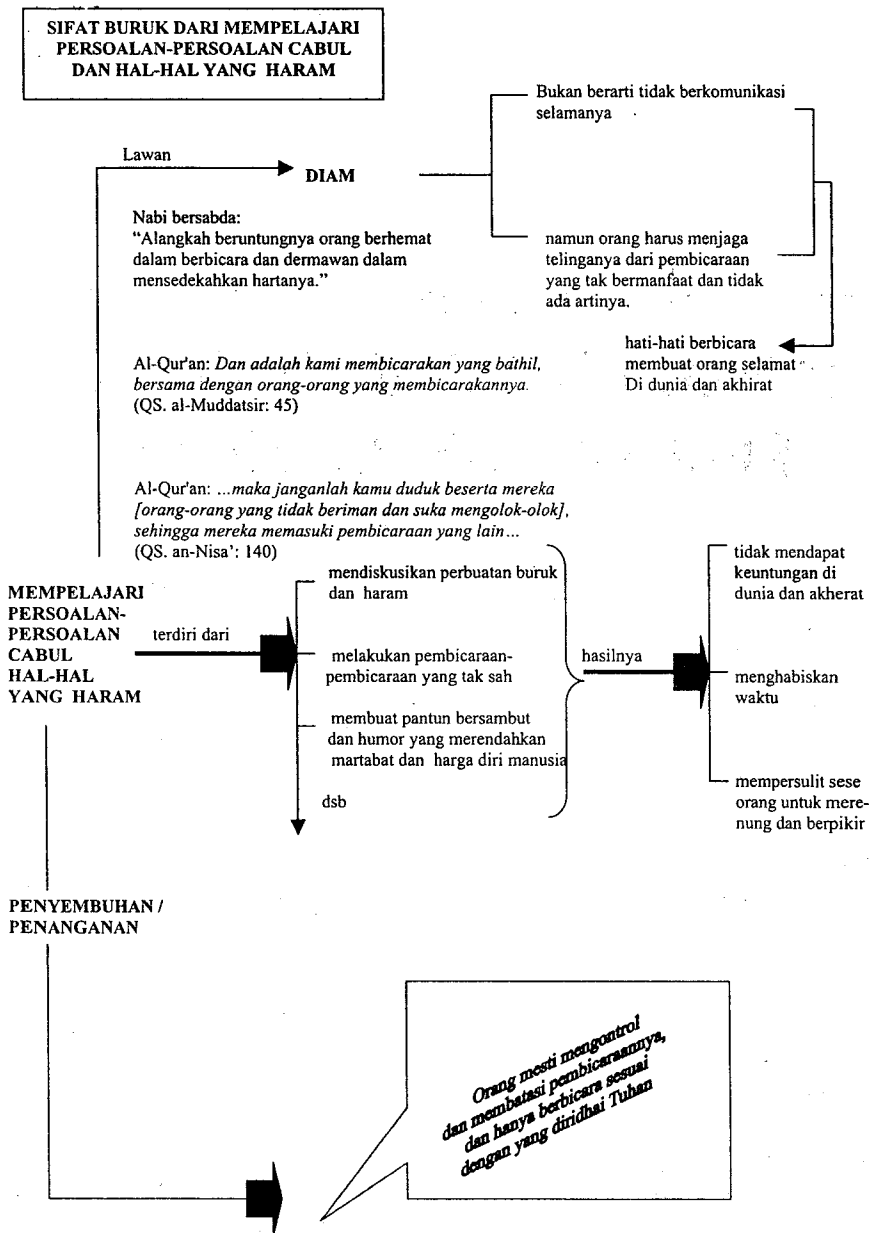 SIFAT BURUK DARI MEMPELAJARI
PERSOALAN-PERSOALAN CABUL
DAN HAL-HAL YANG HARAM
Bukan berarti tidak berkomunikasi
selamanya
Lawan
DIAM
Nabi bersabda:
“Alangkah beruntungnya orang berhemat
dalam berbicara dan dermawan dalam
mensedekahkan hartanya.”
namun orang harus menjaga
telinganya dari pembicaraan
yang tak bermanfaat dan tidak
ada artinya.
hati-hati berbicara
membuat orang selamat
Di dunia dan akhirat
Al-Qur'an: Dan adalah kami membicarakan yang bathil,
bersama dengan orang-orang yang membicarakannya.
(QS. al-Muddatsir: 45)
Al-Qur'an: ...maka janganlah kamu duduk beserta mereka
[orang-orang yang tidak beriman dan suka mengolok-olok],
sehingga mereka memasuki pembicaraan yang lain...
(QS. an-Nisa’: 140)
MEMPELAJARI
PERSOALAN-
PERSOALAN
CABUL
HAL-HAL
YANG HARAM
terdiri dari
mendiskusikan perbuatan buruk
dan haram
melakukan pembicaraan-
pembicaraan yang tak sah
membuat pantun bersambut
dan humor yang merendahkan
martabat dan harga diri manusia
dsb
hasilnya
tidak mendapat
keuntungan di
dunia dan akherat
menghabiskan
waktu
mempersulit sese
orang untuk mere-
nung dan berpikir
PENYEMBUHAN /
PENANGANAN
Orang mesti mengontrol
dan membatasi pembicaraannya,
dan hanya berbicara sesuai
dengan yang diridhai Tuhan